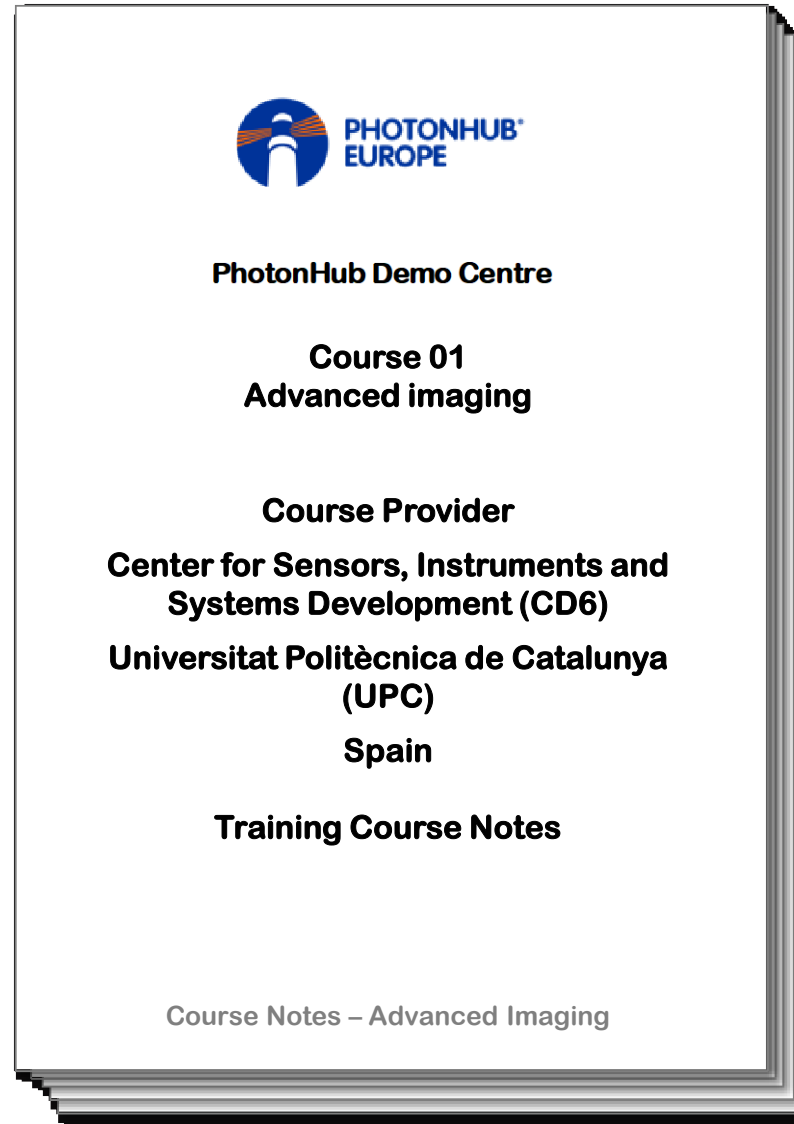 PHOTONHUB®
EUROPE
PhotonHub Demo Centre
Course 01
Advanced imaging
Course Provider
Center for Sensors, Instruments and
Systems Development (CD6)
Universitat Politècnica de Catalunya
(UPC)
Spain
Training Course Notes
Course Notes – Advanced Imaging